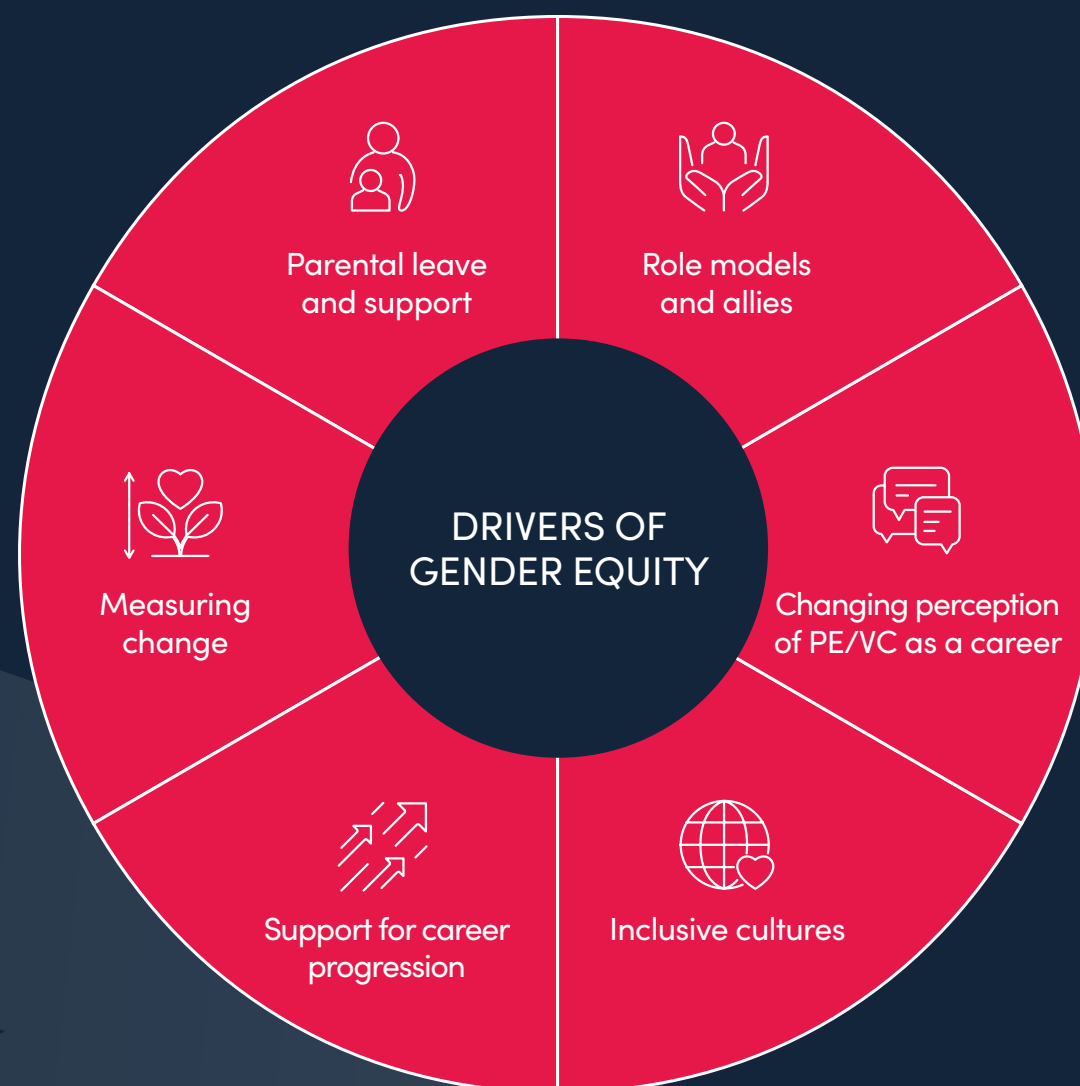 Parental leave
and support
Role models
and allies
DRIVERS OF
GENDER EQUITY
Measuring
change
Changing perception
of PE/VC as a career
Support for career
progression
Inclusive cultures